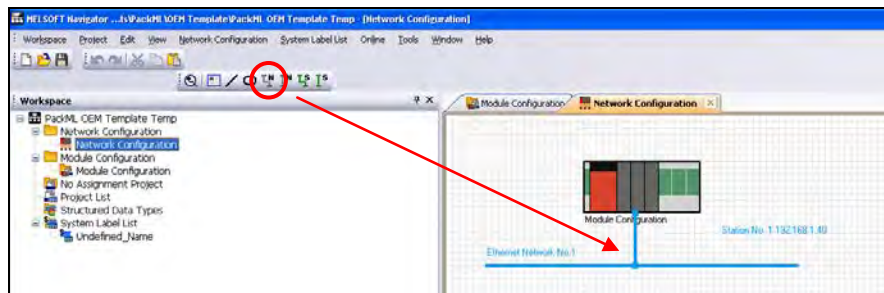 MELSOFT Navigator ...ts\PackML\OEM Template\PackML OEM Template Temp - [Network Configuration]
Workspace Project Edit View Network Configuration System Label List Online Tools Window Help
Workspace
PackML OEM Template Temp
Network Configuration
Network Configuration
Module Configuration
Module Configuration
No Assignment Project
Project List
Structured Data Types
System Label List
Undefined_Name
Module Configuration
Network Configuration
Module Configuration
Station No. 1 192.168.1.40
Ethernet Network No.1